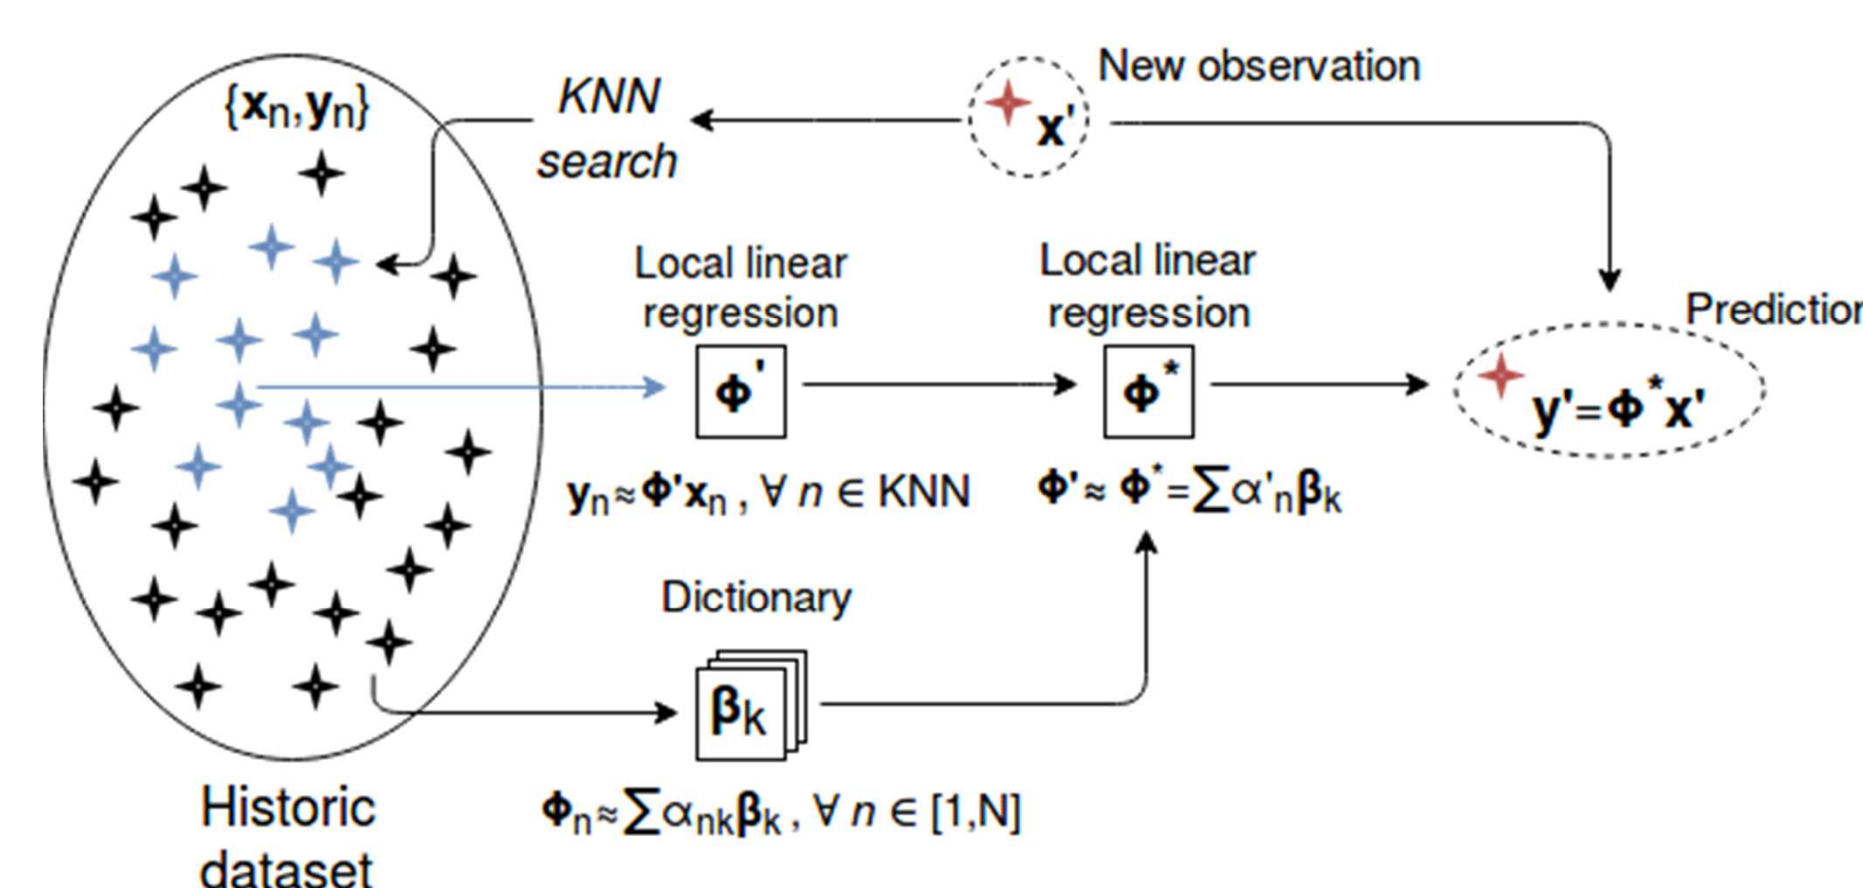 {xn,yn}
KNN
search
New observation
x'
Local linear
regression
Φ'
yn≈Φ'xn , ∀ n ∈ KNN
Local linear
regression
Φ*
Φ'≈ Φ*=∑α'nβk
Prediction
y'=Φ*x'
Dictionary
βk
Φn≈∑αnkβk , ∀ n ∈ [1,N]
Historic
dataset